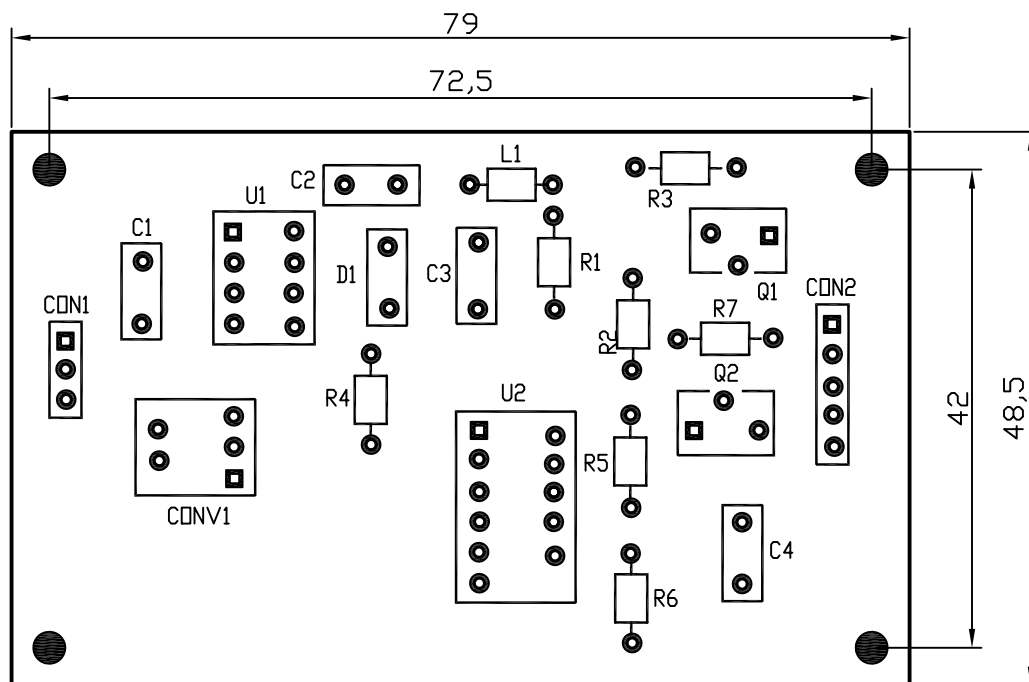 79
72,5
L1
C2
R3
U1
C1
D1
C3
R1
Q1
CON2
CON1
R7
R2
Q2
R4
U2
42
48,5
R5
CONV1
C4
R6